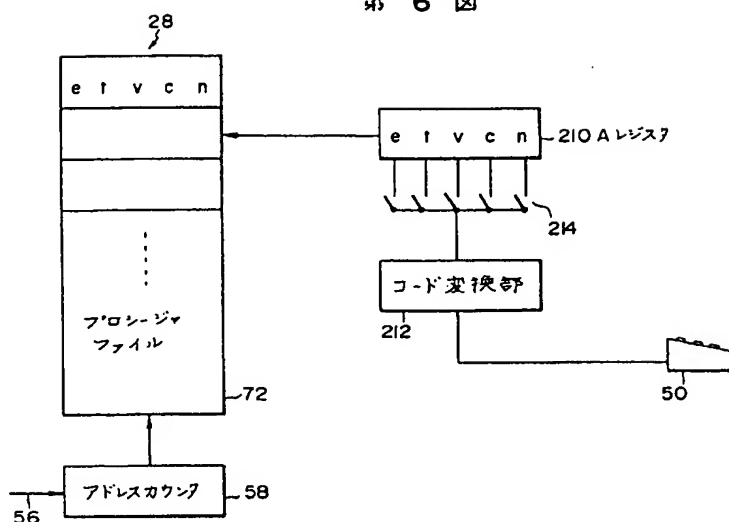 第 6 図
28
e t v c n
e t v c n
210 A レジスタ
214
コード変換部
212
プロシージャ
ファイル
50
72
アドレスカウンタ
58
56